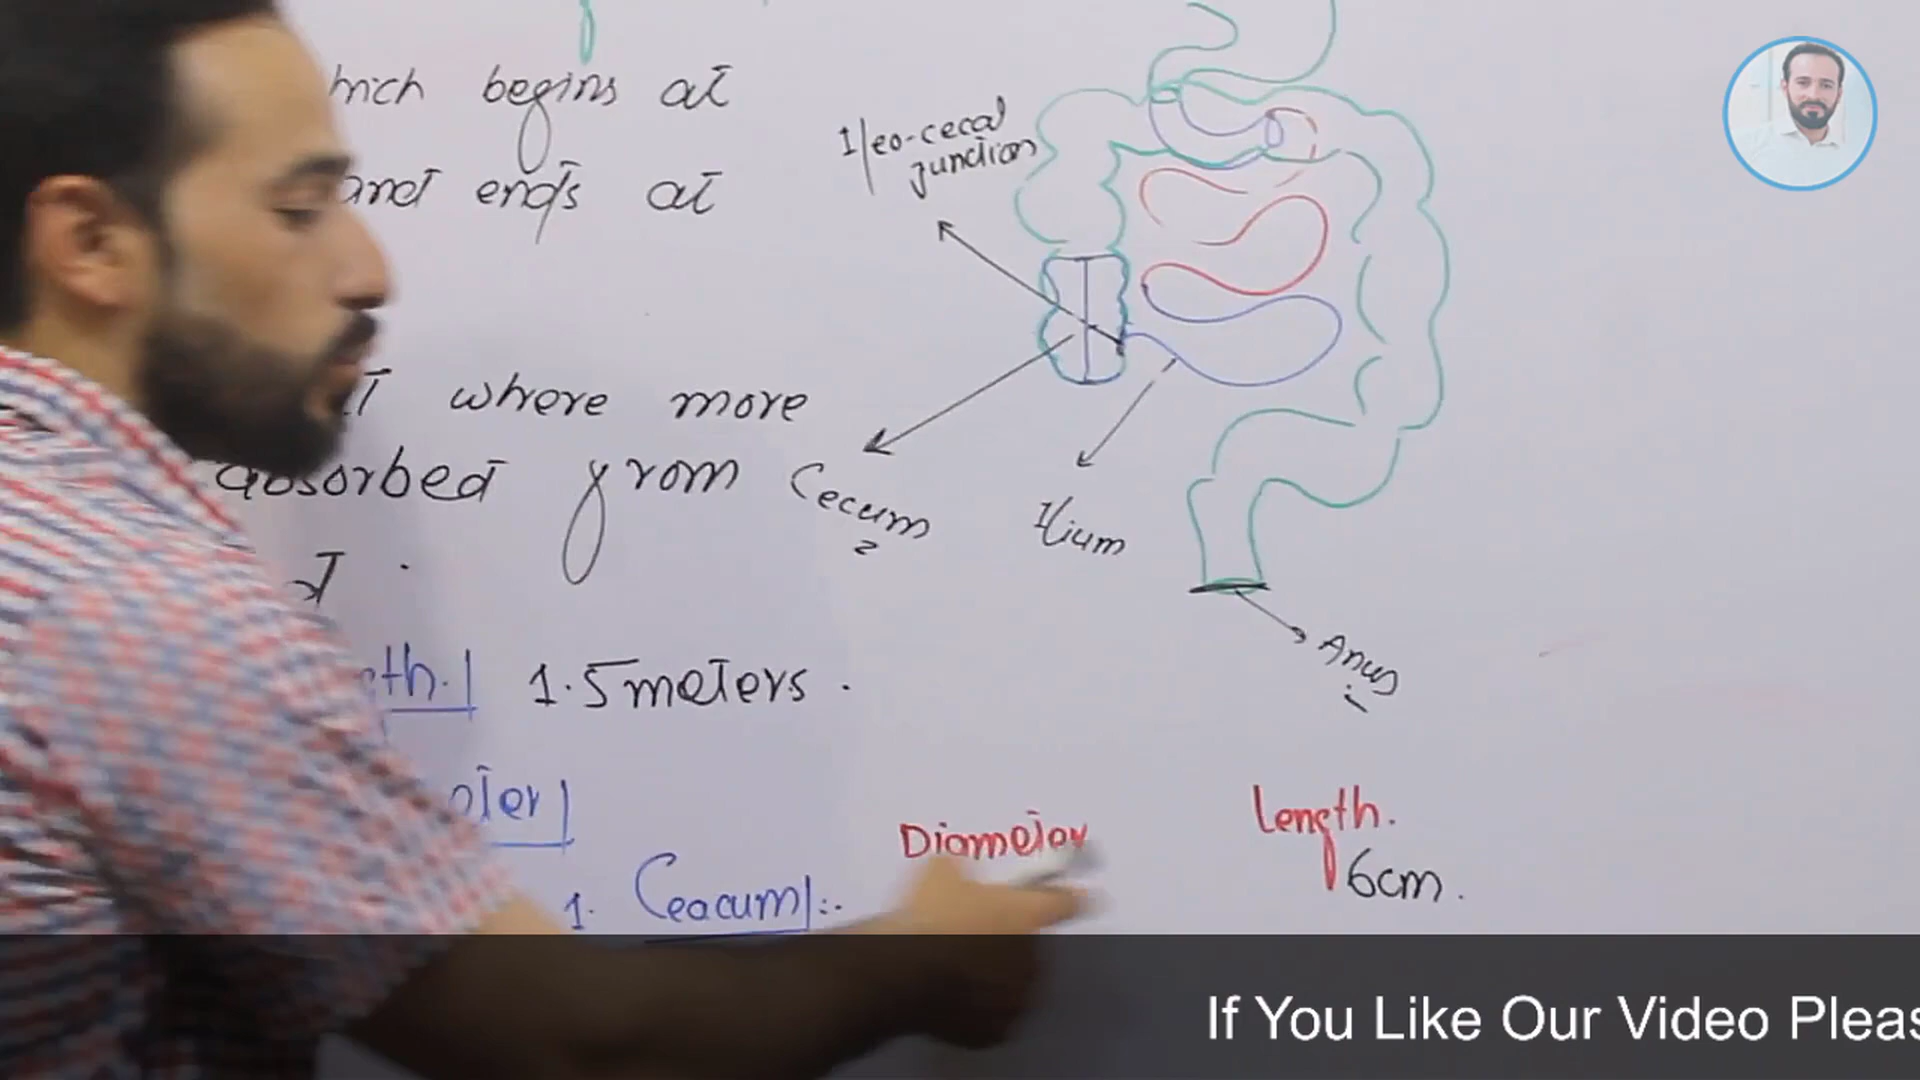 begins at
ends at
where more
absorbed from
1.5 meters.
1. Ceacum:-
Diameter
Length.
6cm.
Ileo-cecal
junction
Cecum
Ilium
Anus
If You Like Our Video Pleas